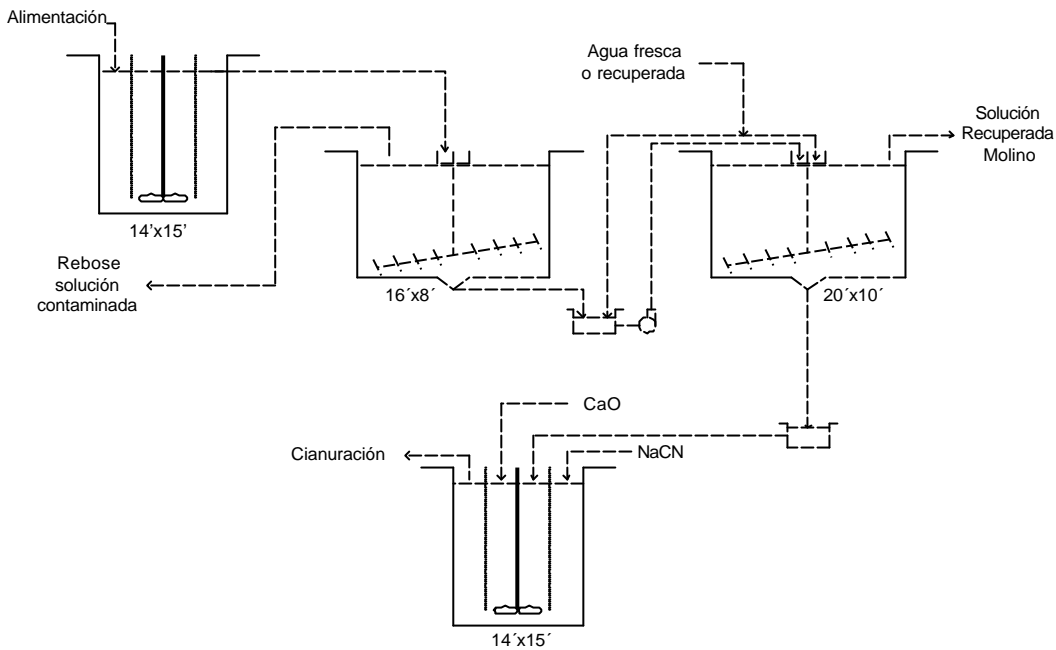 Alimentación
Agua fresca
o recuperada
Solución
Recuperada
Molino
14’x15’
Rebose
solución
contaminada
16´x8´
20´x10´
CaO
Cianuración
NaCN
14´x15´